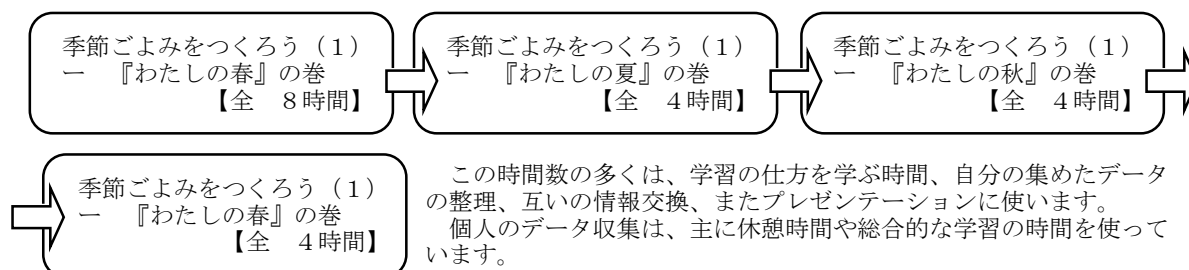 季節ごよみをつくろう（１）
ー　『わたしの春』の巻
【全　８時間】
季節ごよみをつくろう（１）
ー　『わたしの夏』の巻
【全　４時間】
季節ごよみをつくろう（１）
ー　『わたしの秋』の巻
【全　４時間】
季節ごよみをつくろう（１）
ー　『わたしの春』の巻
【全　４時間】
この時間数の多くは、学習の仕方を学ぶ時間、自分の集めたデータ
の整理、互いの情報交換、またプレゼンテーションに使います。
個人のデータ収集は、主に休憩時間や総合的な学習の時間を使って
います。